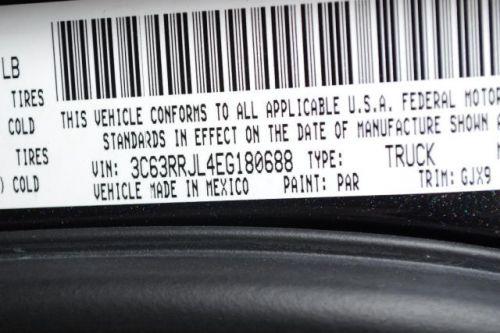 LB
TIRES
COLD THIS VEHICLE CONFORMS TO ALL APPLICABLE U.S.A. FEDERAL MOTOR
STANDARDS IN EFFECT ON THE DATE OF MANUFACTURE SHOWN A
TIRES VIN: 3C63RRJL4EG180688 TYPE: TRUCK
) COLD VEHICLE MADE IN MEXICO PAINT: PAR TRIM: GJX9